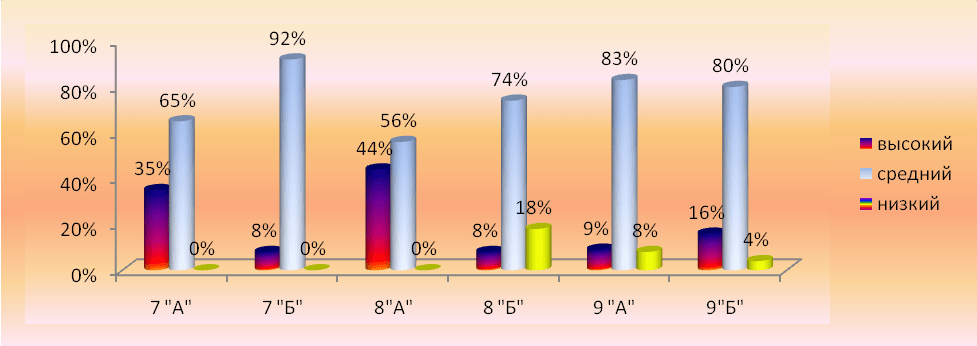 100%
80%
60%
40%
20%
0%
35%
65%
0%
8%
92%
0%
44%
56%
0%
8%
74%
18%
9%
83%
8%
16%
80%
4%
7 "А"
7 "Б"
8"А"
8 "Б"
9 "А"
9"Б"
высокий
средний
низкий